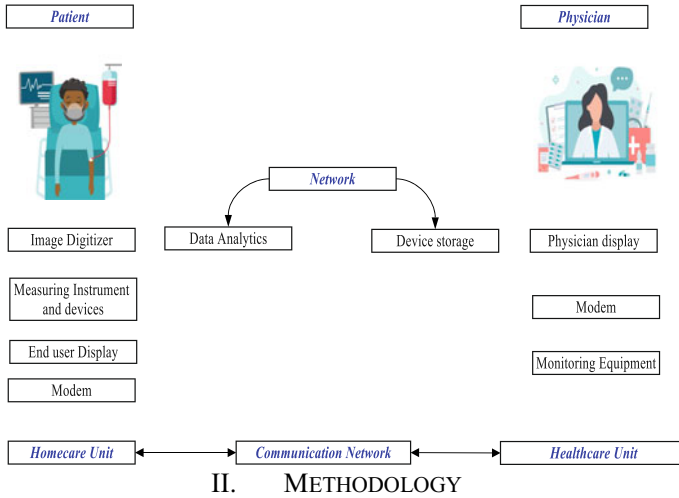 Patient
Physician
Network
Image Digitizer
Data Analytics
Device storage
Physician display
Measuring Instrument
and devices
Modem
End user Display
Monitoring Equipment
Modem
Homecare Unit
Communication Network
Healthcare Unit
II. METHODOLOGY